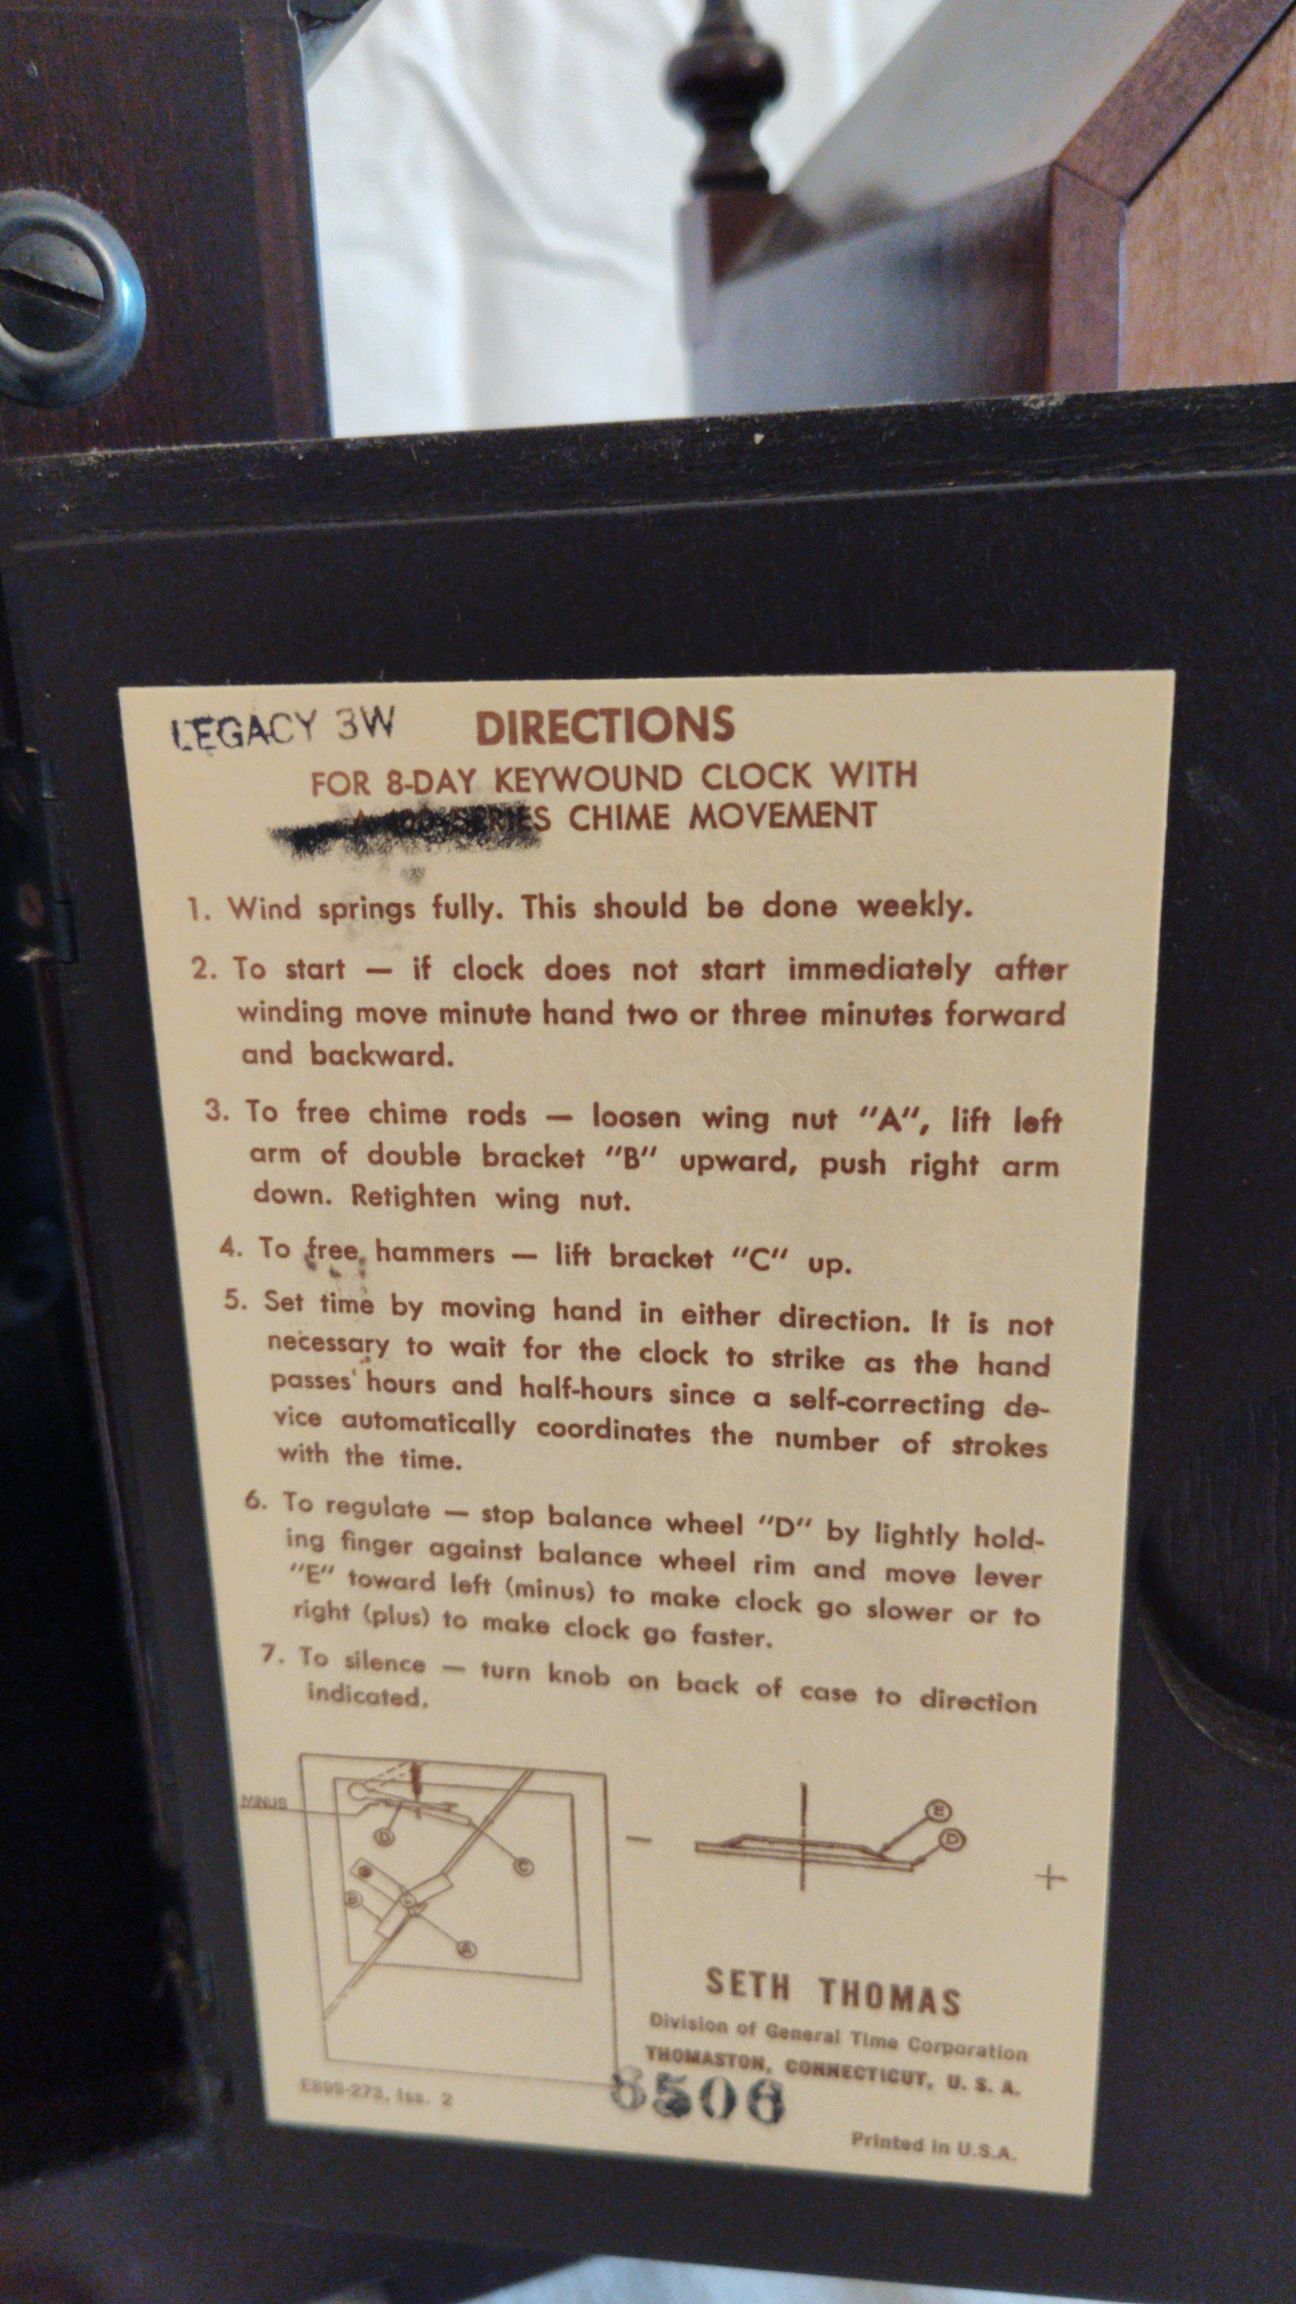 LEGACY 3W DIRECTIONS
FOR 8-DAY KEYWOUND CLOCK WITH
A SERIES CHIME MOVEMENT
1. Wind springs fully. This should be done weekly.
2. To start — if clock does not start immediately after
winding move minute hand two or three minutes forward
and backward.
3. To free chime rods — loosen wing nut "A", lift left
arm of double bracket "B" upward, push right arm
down. Retighten wing nut.
4. To free hammers — lift bracket "C" up.
5. Set time by moving hand in either direction. It is not
necessary to wait for the clock to strike as the hand
passes hours and half-hours since a self-correcting de-
vice automatically coordinates the number of strokes
with the time.
6. To regulate — stop balance wheel "D" by lightly hold-
ing finger against balance wheel rim and move lever
"E" toward left (minus) to make clock go slower or to
right (plus) to make clock go faster.
7. To silence — turn knob on back of case to direction
indicated.
MINUS
D
C
B
A
− E
D
+
SETH THOMAS
Division of General Time Corporation
THOMASTON, CONNECTICUT, U. S. A.
E899-273, Iss. 2
8506
Printed in U.S.A.